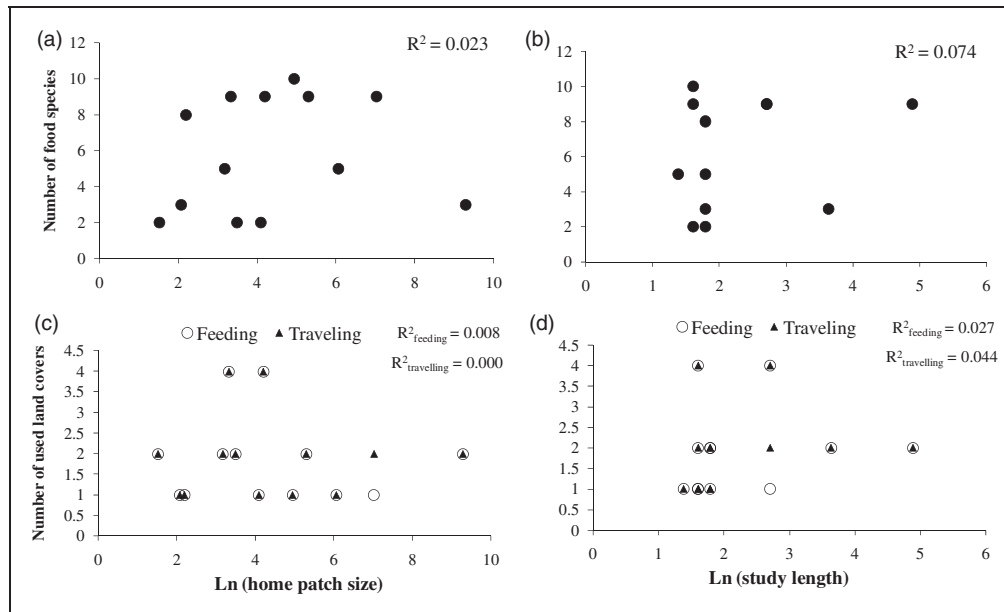 (a)
R² = 0.023
Number of food species
12
10
8
6
4
2
0
0 2 4 6 8 10
(b)
R² = 0.074
12
10
8
6
4
2
0
0 1 2 3 4 5 6
(c)
Feeding Traveling
R²feeding = 0.008
R²travelling = 0.000
Number of used land covers
4.5
4
3.5
3
2.5
2
1.5
1
0.5
0
0 2 4 6 8 10
Ln (home patch size)
(d)
Feeding Traveling
R²feeding = 0.027
R²travelling = 0.044
4.5
4
3.5
3
2.5
2
1.5
1
0.5
0
0 1 2 3 4 5 6
Ln (study length)